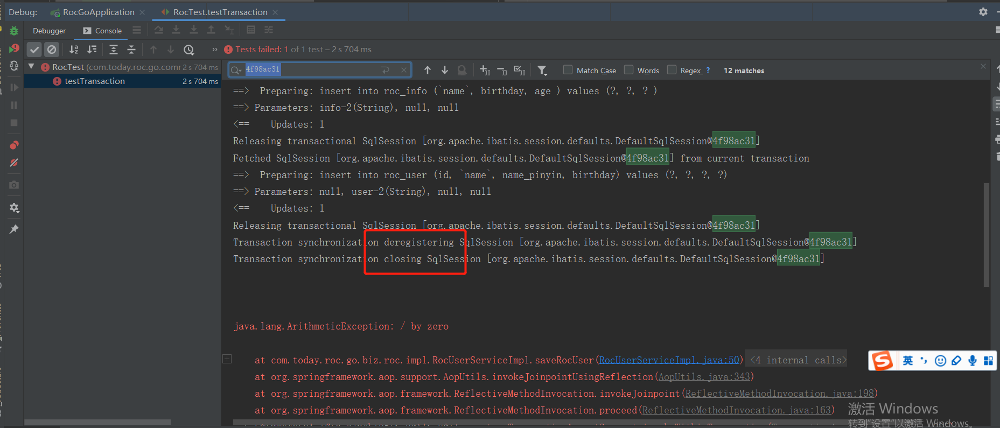 Debug: RocGoApplication RocTest.testTransaction
Debugger Console
Tests failed: 1 of 1 test – 2 s 704 ms
RocTest (com.today.roc.go.comr 2 s 704 ms
testTransaction 2 s 704 ms
4f98ac31 Match Case Words Regex ? 12 matches
==>  Preparing: insert into roc_info (`name`, birthday, age ) values (?, ?, ? )
==> Parameters: info-2(String), null, null
<==    Updates: 1
Releasing transactional SqlSession [org.apache.ibatis.session.defaults.DefaultSqlSession@4f98ac31]
Fetched SqlSession [org.apache.ibatis.session.defaults.DefaultSqlSession@4f98ac31] from current transaction
==>  Preparing: insert into roc_user (id, `name`, name_pinyin, birthday) values (?, ?, ?, ?)
==> Parameters: null, user-2(String), null, null
<==    Updates: 1
Releasing transactional SqlSession [org.apache.ibatis.session.defaults.DefaultSqlSession@4f98ac31]
Transaction synchronization deregistering SqlSession [org.apache.ibatis.session.defaults.DefaultSqlSession@4f98ac31]
Transaction synchronization closing SqlSession [org.apache.ibatis.session.defaults.DefaultSqlSession@4f98ac31]
java.lang.ArithmeticException: / by zero
at com.today.roc.go.biz.roc.impl.RocUserServiceImpl.saveRocUser(RocUserServiceImpl.java:50) <4 internal calls>
at org.springframework.aop.support.AopUtils.invokeJoinpointUsingReflection(AopUtils.java:343)
at org.springframework.aop.framework.ReflectiveMethodInvocation.invokeJoinpoint(ReflectiveMethodInvocation.java:198)
at org.springframework.aop.framework.ReflectiveMethodInvocation.proceed(ReflectiveMethodInvocation.java:163)
英
激活 Windows
转到"设置"以激活 Windows。